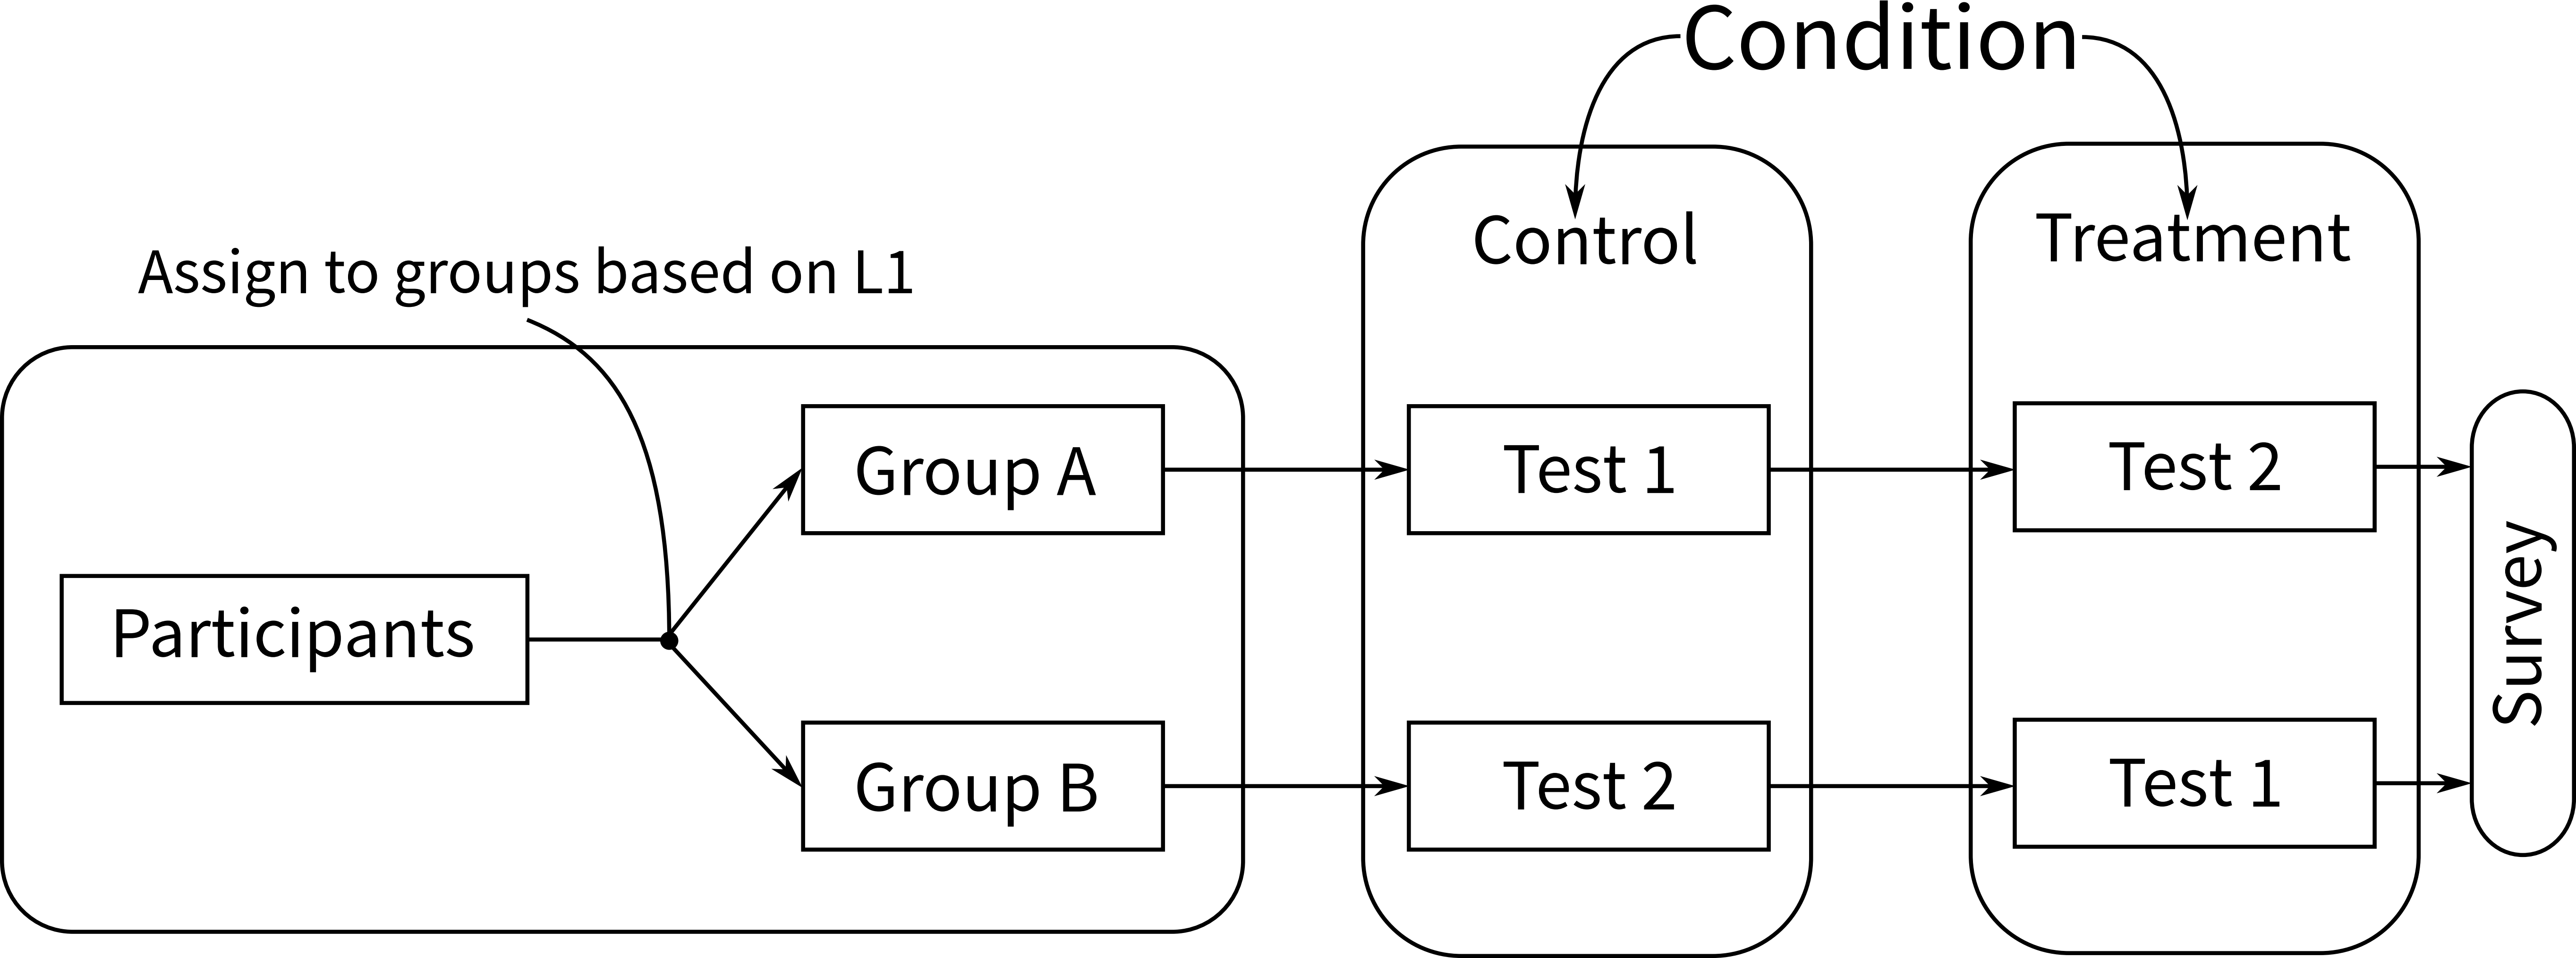 Condition
Control
Treatment
Assign to groups based on L1
Group A
Test 1
Test 2
Participants
Survey
Group B
Test 2
Test 1